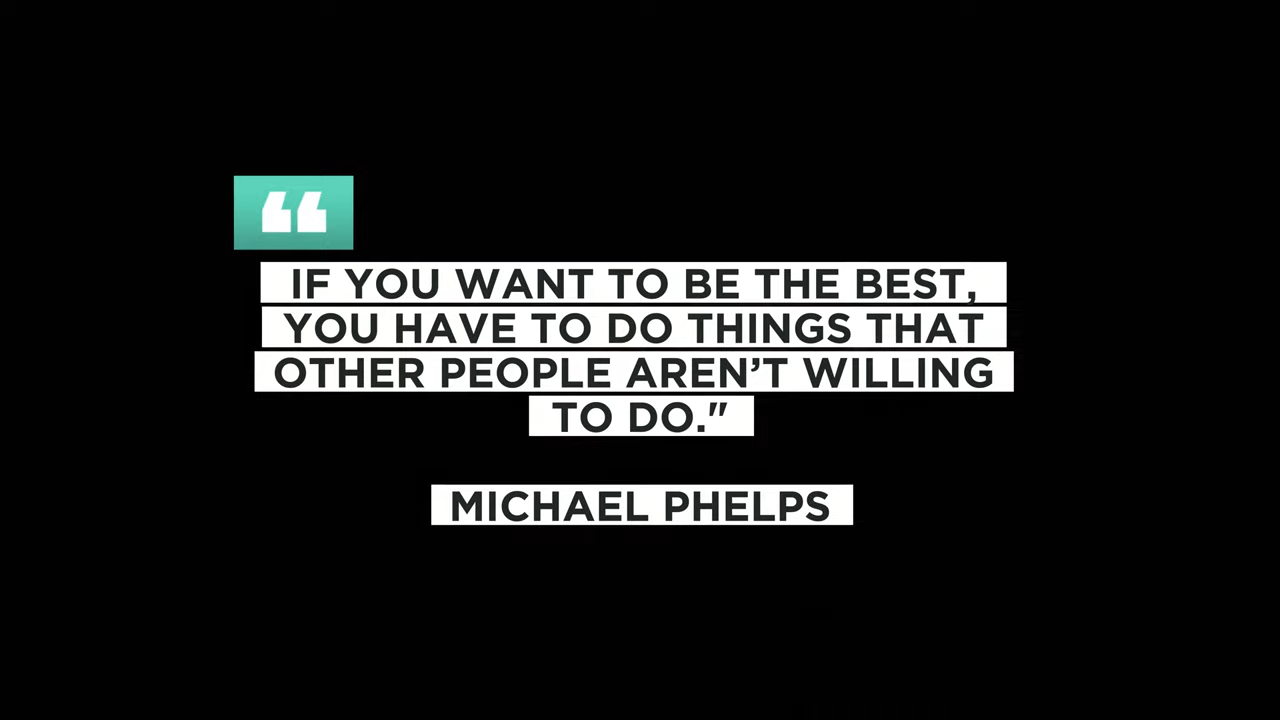 “
IF YOU WANT TO BE THE BEST,
YOU HAVE TO DO THINGS THAT
OTHER PEOPLE AREN’T WILLING
TO DO."
MICHAEL PHELPS